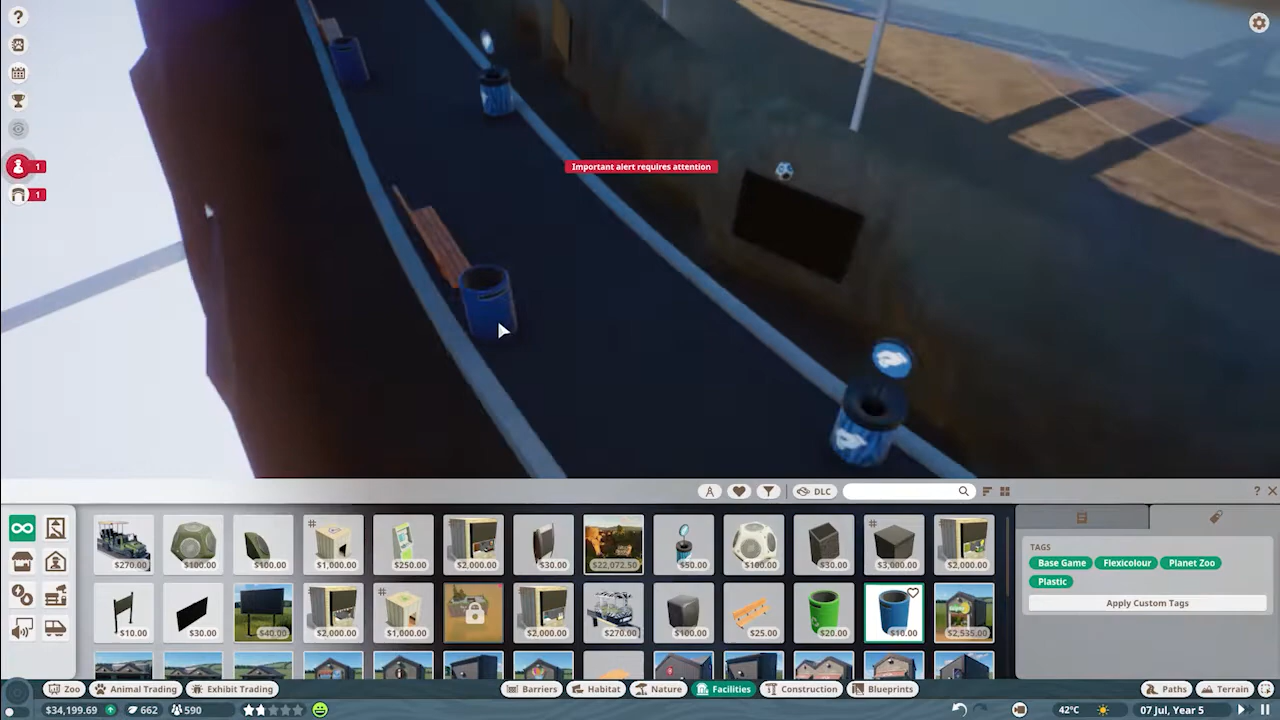 ?
1
1
Important alert requires attention
DLC
?
$270.00 $100.00 $100.00 # $1,000.00 $250.00 $2,000.00 $30.00 $22,072.50 $50.00 $100.00 $30.00 # $3,000.00 $2,000.00
$10.00 $30.00 $40.00 $2,000.00 # $1,000.00 $2,000.00 $270.00 $100.00 $25.00 $20.00 $10.00 $2,535.00
TAGS
Base Game Flexicolour Planet Zoo
Plastic
Apply Custom Tags
Zoo Animal Trading Exhibit Trading Barriers Habitat Nature Facilities Construction Blueprints Paths Terrain
$34,199.69 662 590 42°C 07 Jul, Year 5